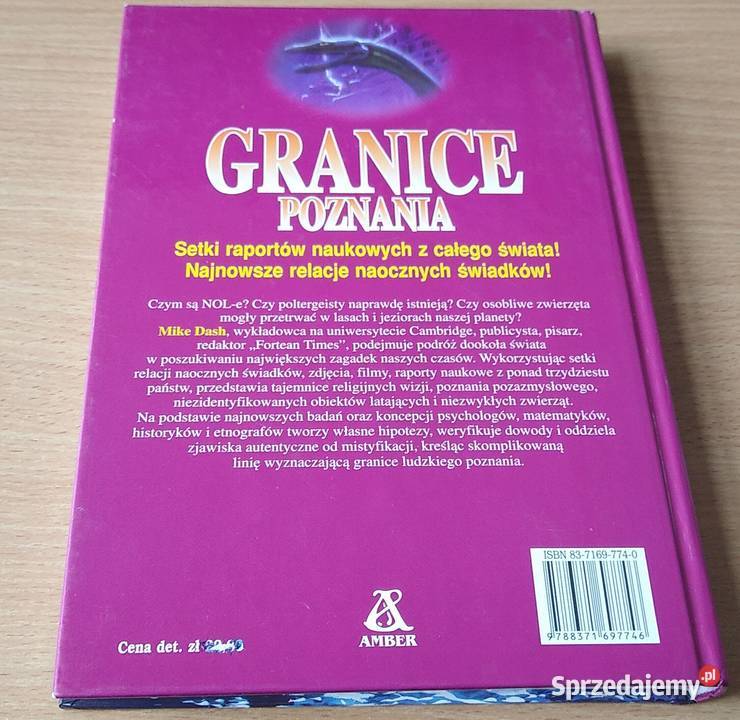 GRANICE
POZNANIA
Setki raportów naukowych z całego świata!
Najnowsze relacje naocznych świadków!
Czym są NOL-e? Czy poltergeisty naprawdę istnieją? Czy osobliwe zwierzęta
mogły przetrwać w lasach i jeziorach naszej planety?
Mike Dash, wykładowca na uniwersytecie Cambridge, publicysta, pisarz,
redaktor „Fortean Times”, podejmuje podróż dookoła świata
w poszukiwaniu największych zagadek naszych czasów. Wykorzystując setki
relacji naocznych świadków, zdjęcia, filmy, raporty naukowe z ponad trzydziestu
państw, przedstawia tajemnice religijnych wizji, poznania pozazmysłowego,
niezidentyfikowanych obiektów latających i niezwykłych zwierząt.
Na podstawie najnowszych badań oraz koncepcji psychologów, matematyków,
historyków i etnografów tworzy własne hipotezy, weryfikuje dowody i oddziela
zjawiska autentyczne od mistyfikacji, kreśląc skomplikowaną
linię wyznaczającą granice ludzkiego poznania.
ISBN 83-7169-774-0
9 788371 697746
AMBER
Cena det. zł
Sprzedajemy.pl